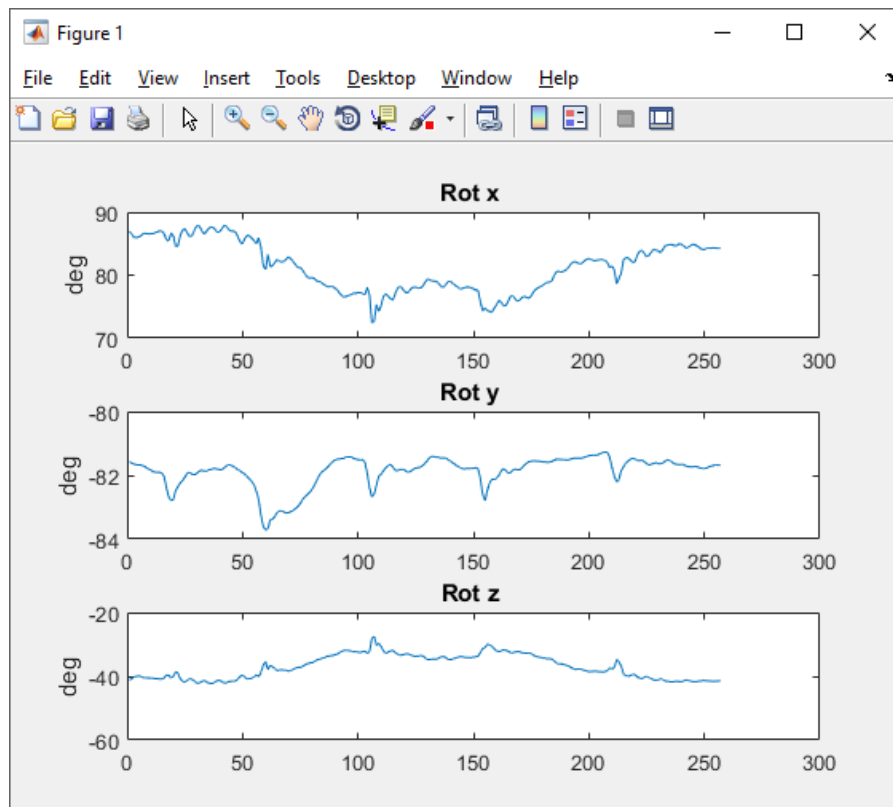 Figure 1
File Edit View Insert Tools Desktop Window Help
Rot x
90
80
70
deg
0 50 100 150 200 250 300
Rot y
-80
-82
-84
deg
0 50 100 150 200 250 300
Rot z
-20
-40
-60
deg
0 50 100 150 200 250 300